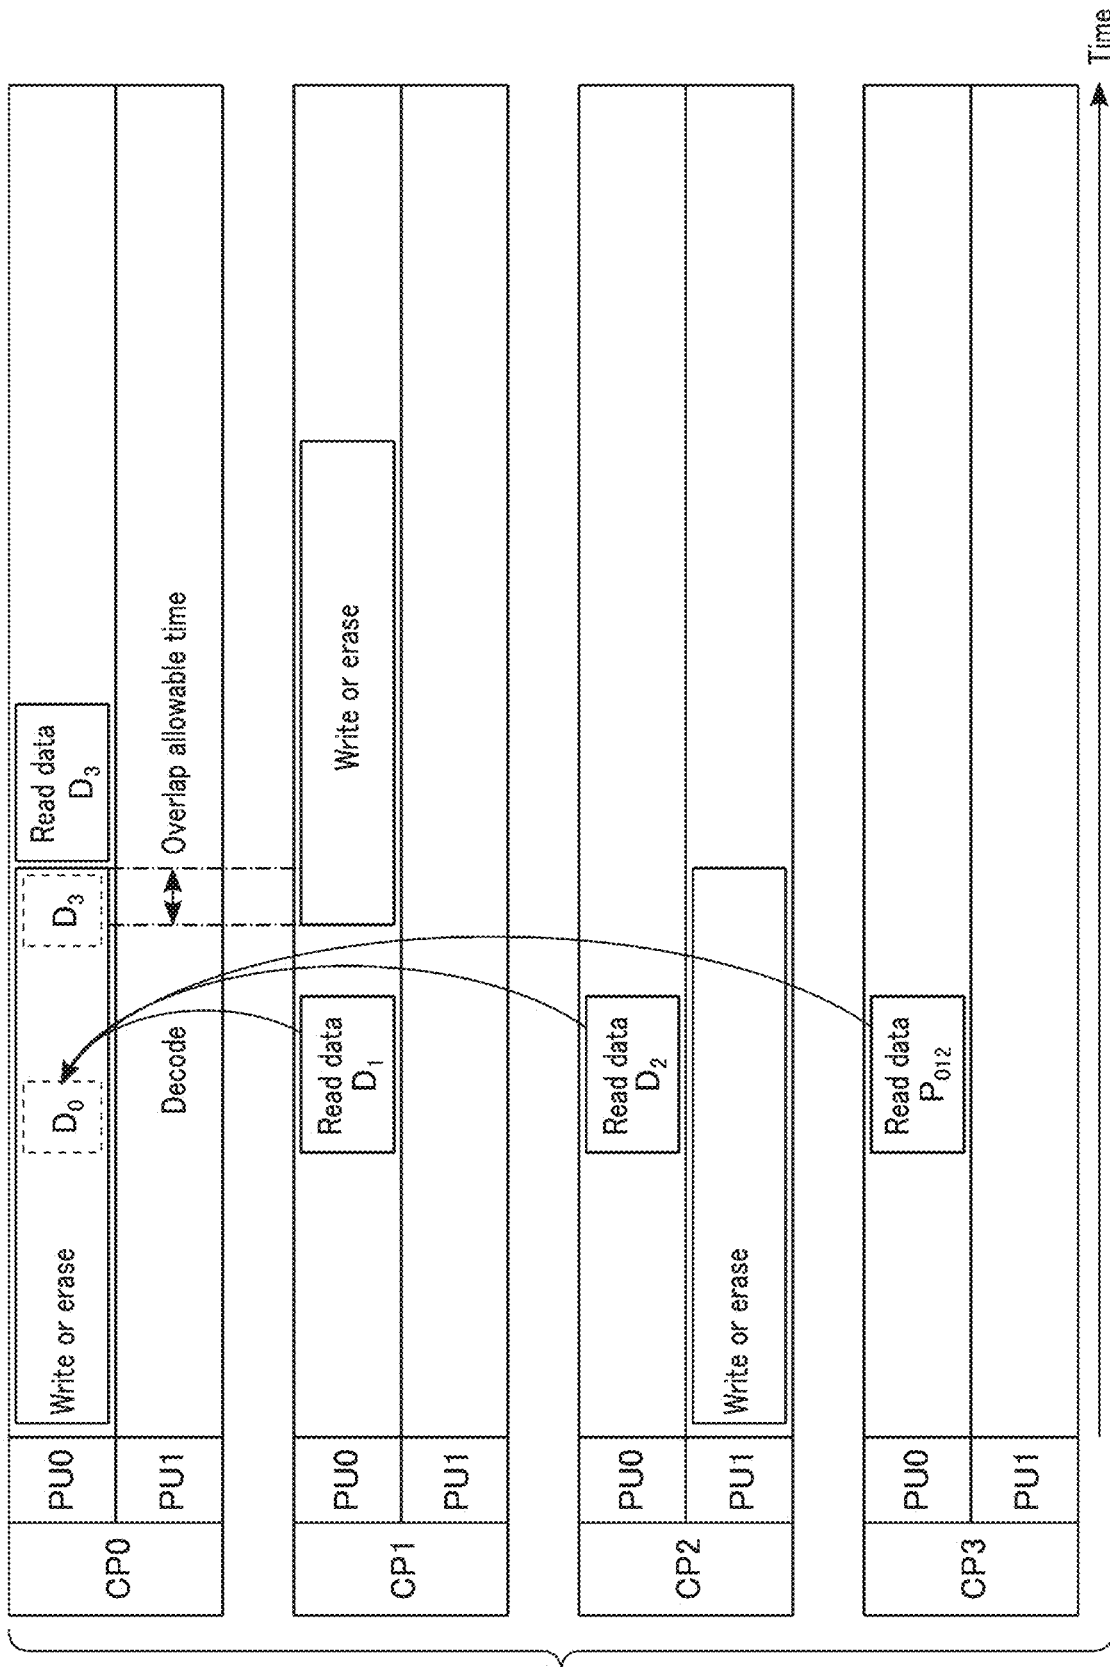 CP0
PU0
Write or erase
D0
D3
Read data
D3
PU1
Decode
Overlap allowable time
CP1
PU0
Read data
D1
Write or erase
PU1
CP2
PU0
Read data
D2
PU1
Write or erase
CP3
PU0
Read data
P012
PU1
Time